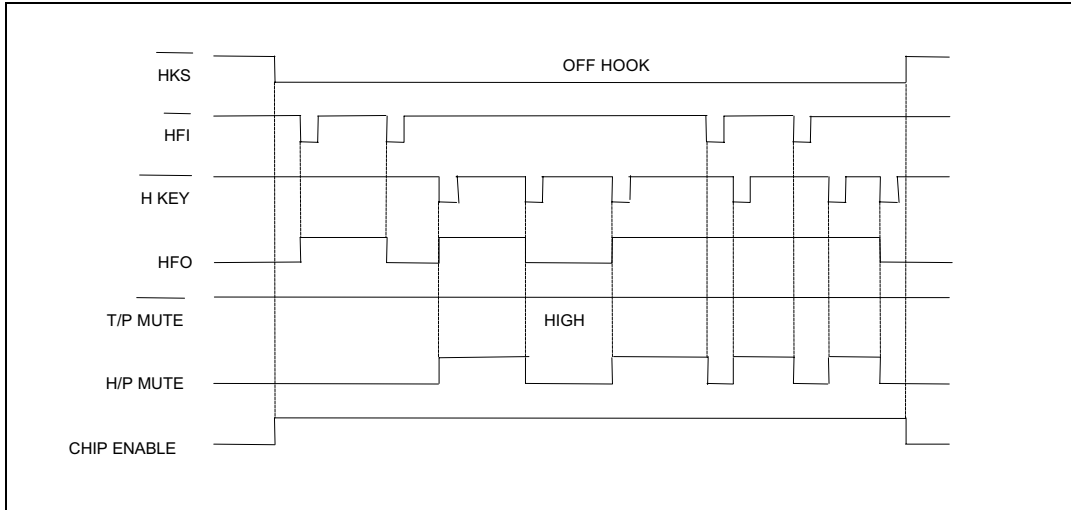 HKS
OFF HOOK
HFI
H KEY
HFO
T/P MUTE
HIGH
H/P MUTE
CHIP ENABLE